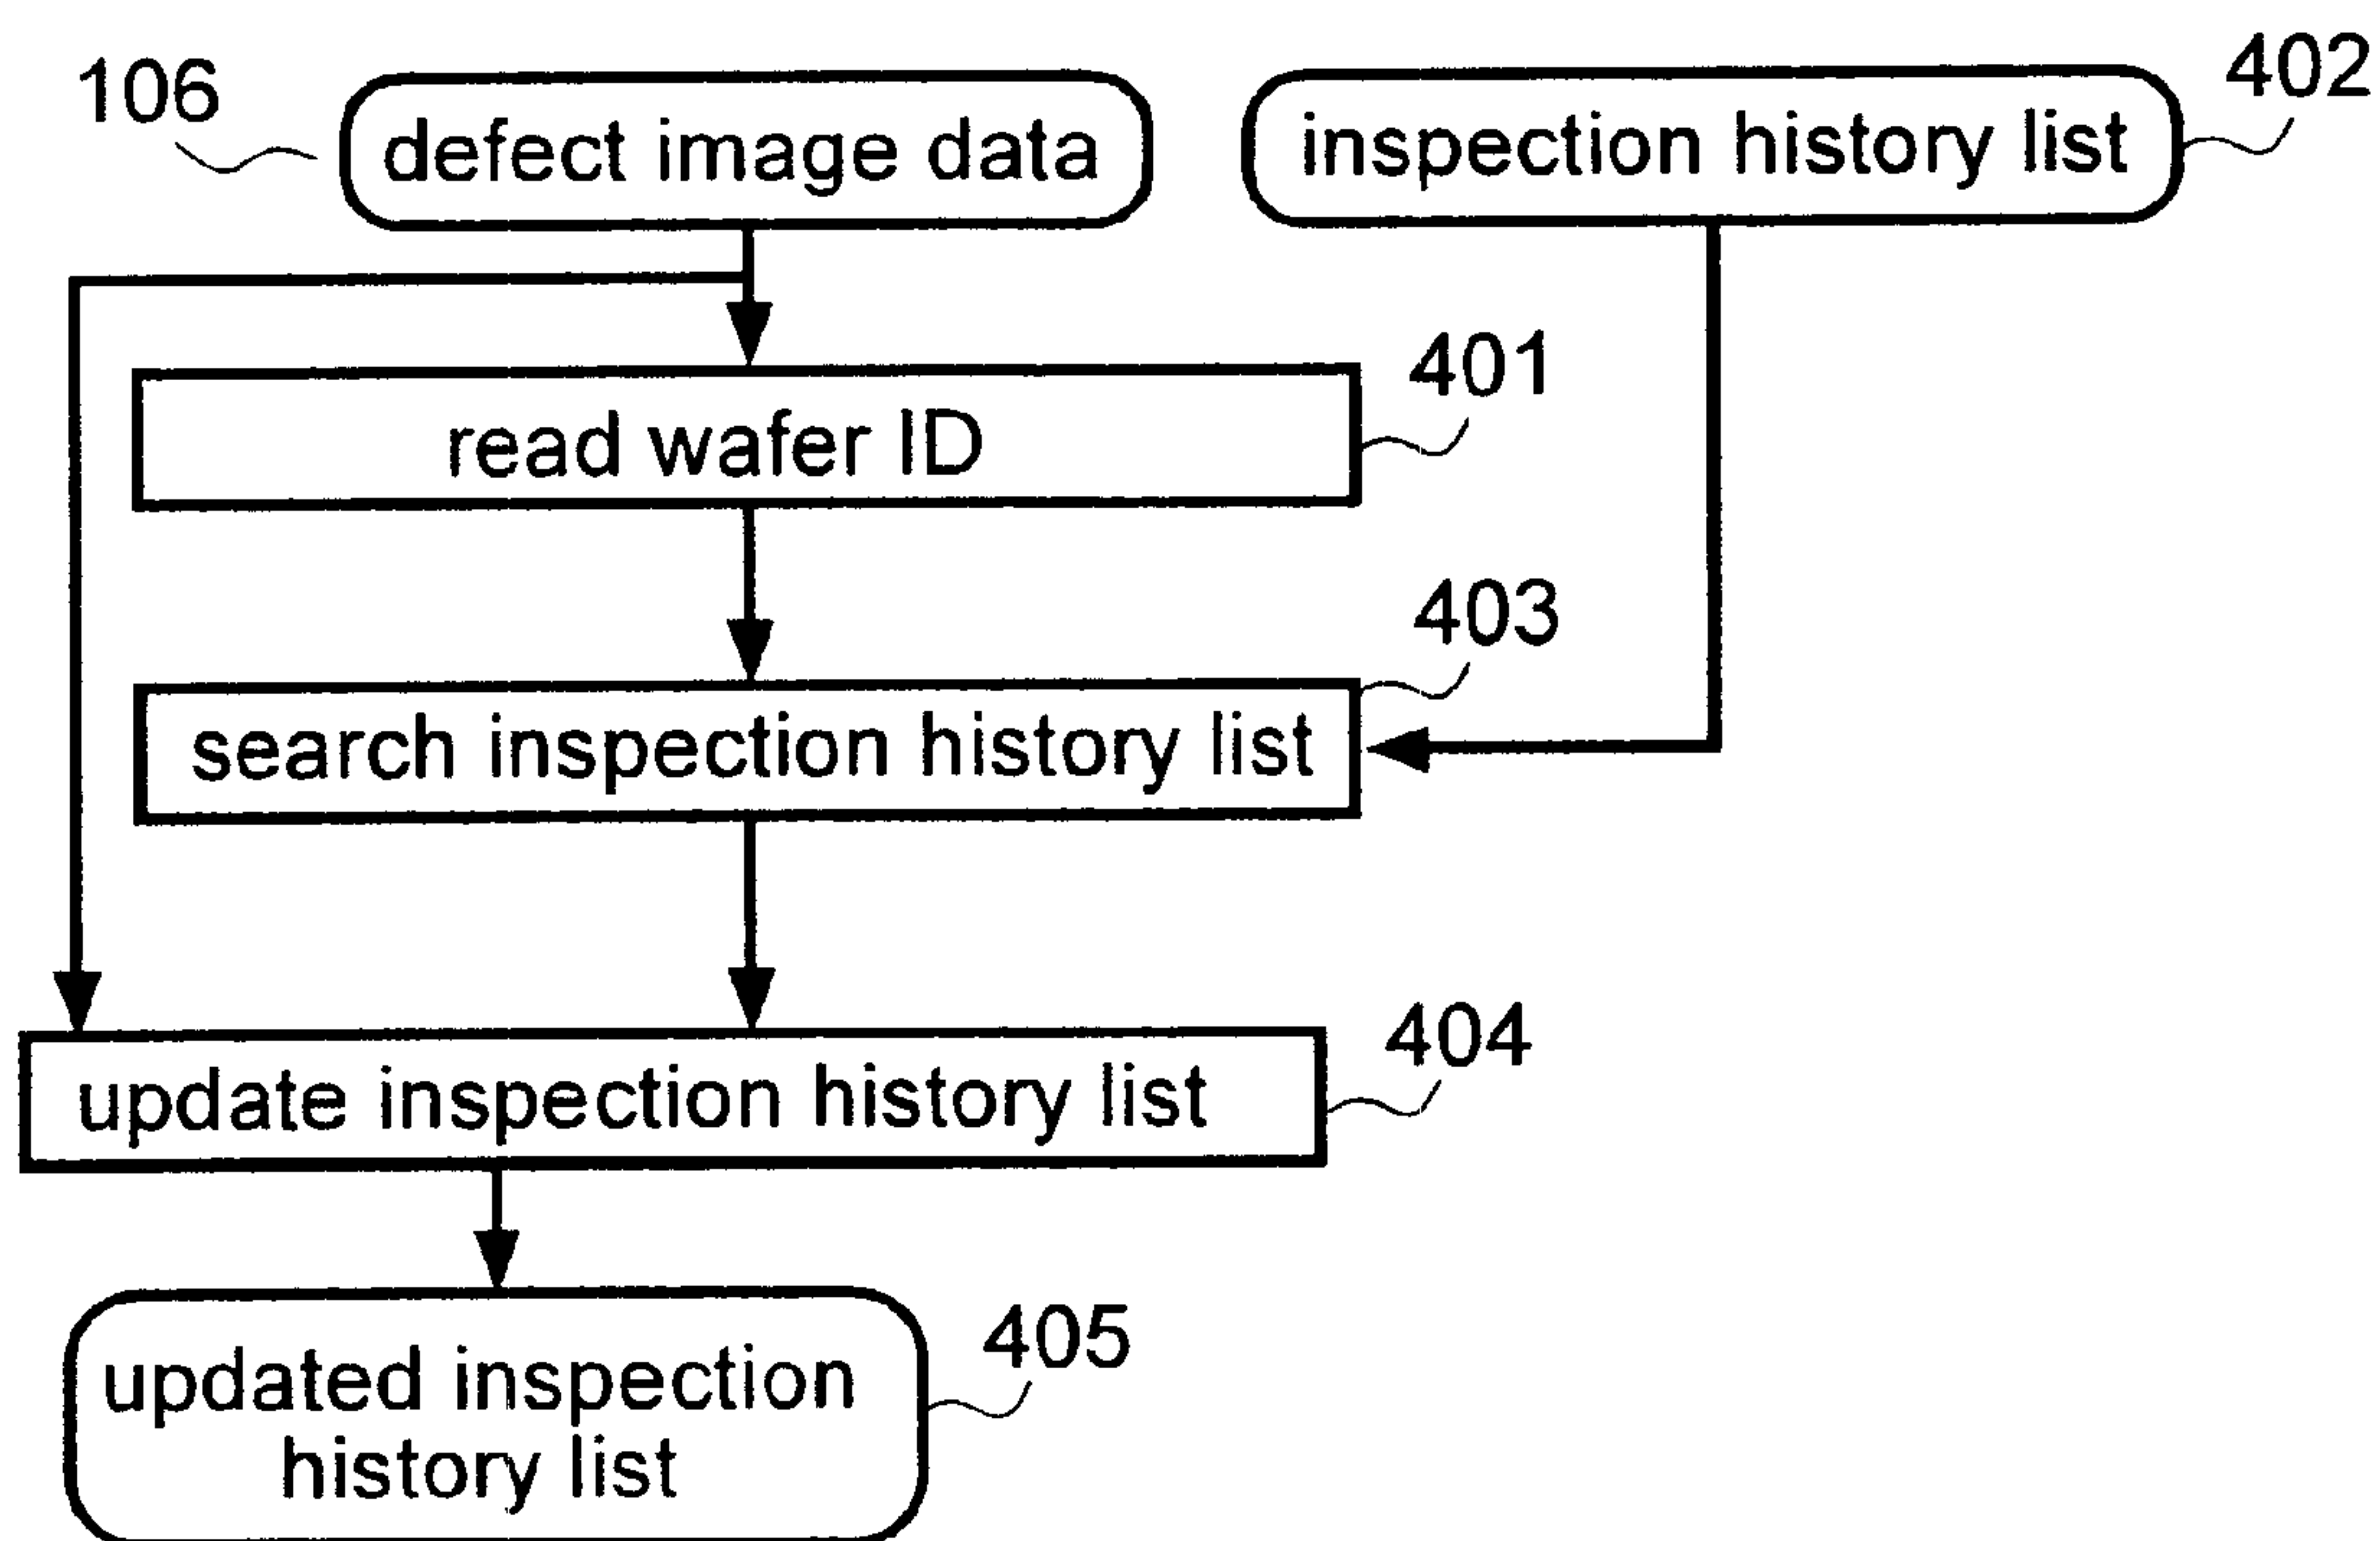 106
defect image data
inspection history list
402
401
read wafer ID
403
search inspection history list
404
update inspection history list
405
updated inspection
history list